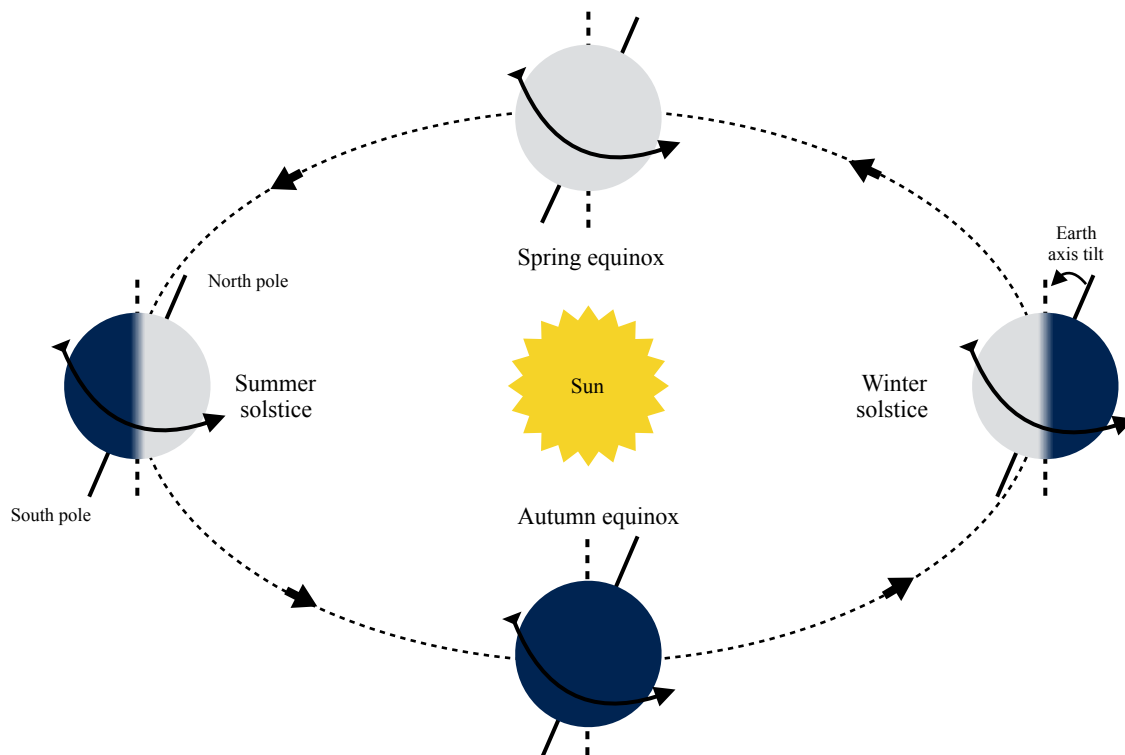 Spring equinox
Earth
axis tilt
North pole
Summer
solstice
Sun
Winter
solstice
South pole
Autumn equinox